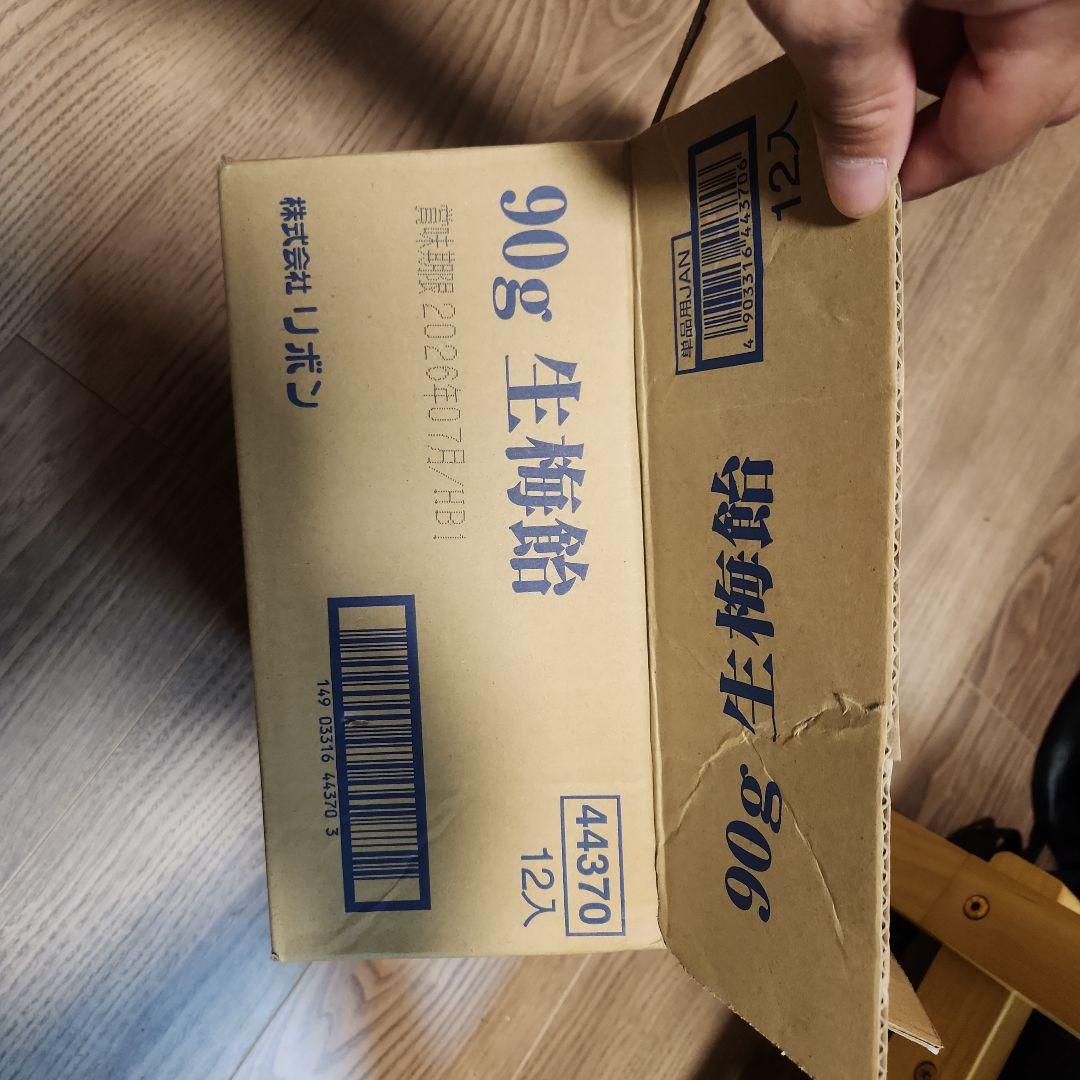 90g 生梅飴
賞味期限 2026年07月/HB1
株式会社 リボン
44370
12入
149 03316 44370 3
90g 生梅飴
単品用JAN
4 903316 443706
12入